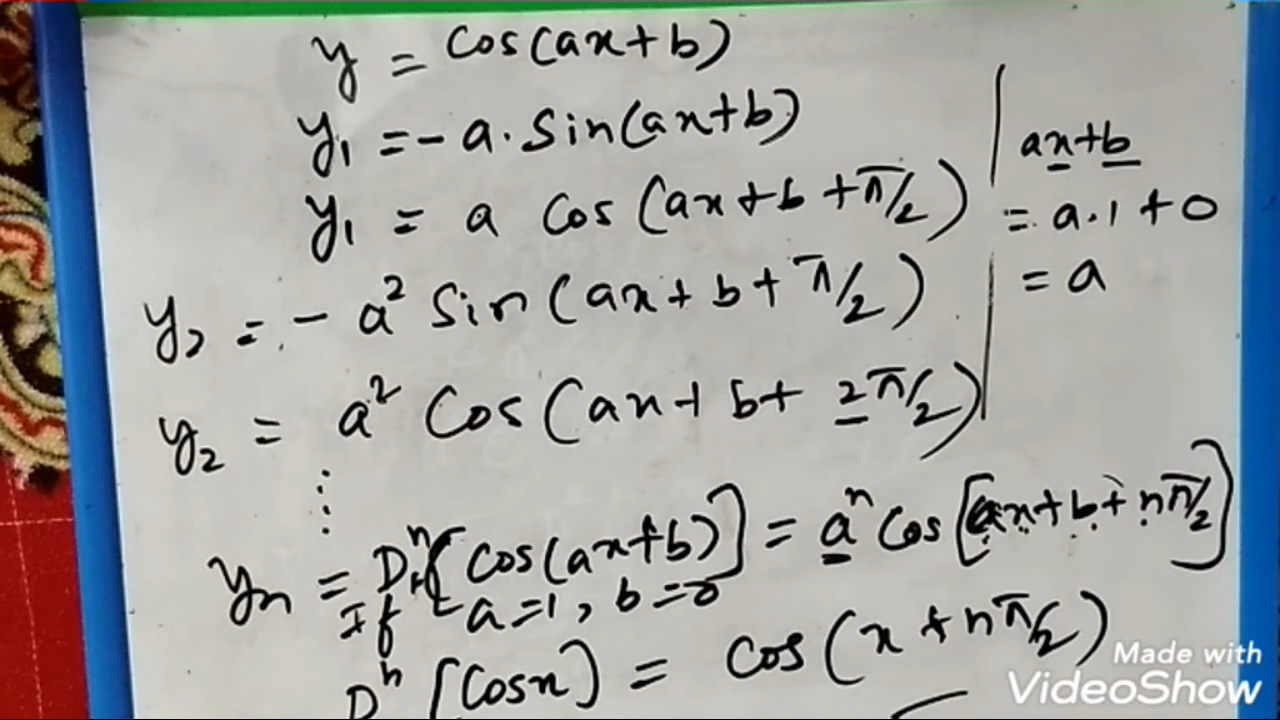 y = cos(ax+b)
y₁ = -a. Sin(ax+b)
y₁ = a cos(ax+b+π/2)
y₂ = - a² Sin(ax+b+π/2)
y₂ = a² Cos(ax+b+2π/2)
⋮
yₙ = Dⁿ[Cos(ax+b)] = aⁿ Cos[ax+b+nπ/2]
If a=1, b=0
Dⁿ[Cosx] = cos(x+nπ/2)
ax+b
= a.1+0
= a
Made with
VideoShow